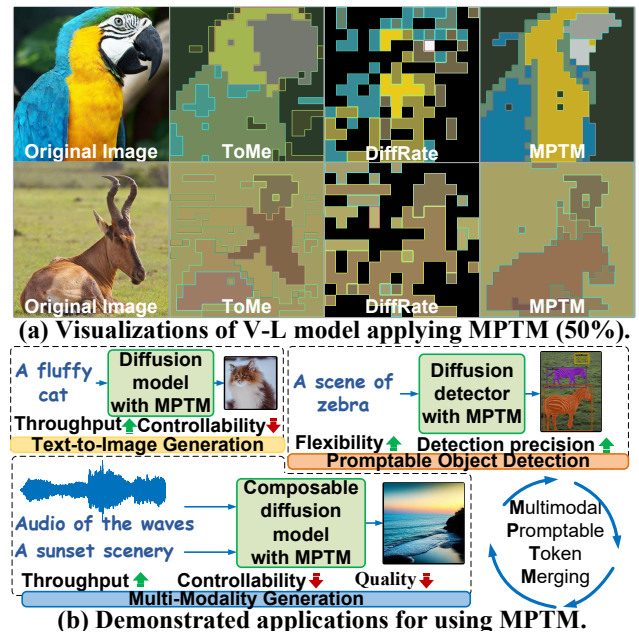 Original Image ToMe DiffRate MPTM
Original Image ToMe DiffRate MPTM
(a) Visualizations of V-L model applying MPTM (50%).
A fluffy
cat
Diffusion
model
with MPTM
Throughput Controllability
Text-to-Image Generation
A scene of
zebra
Diffusion
detector
with MPTM
Flexibility Detection precision
Promptable Object Detection
Audio of the waves
A sunset scenery
Composable
diffusion
model
with MPTM
Throughput Controllability Quality
Multi-Modality Generation
Multimodal
Promptable
Token
Merging
(b) Demonstrated applications for using MPTM.